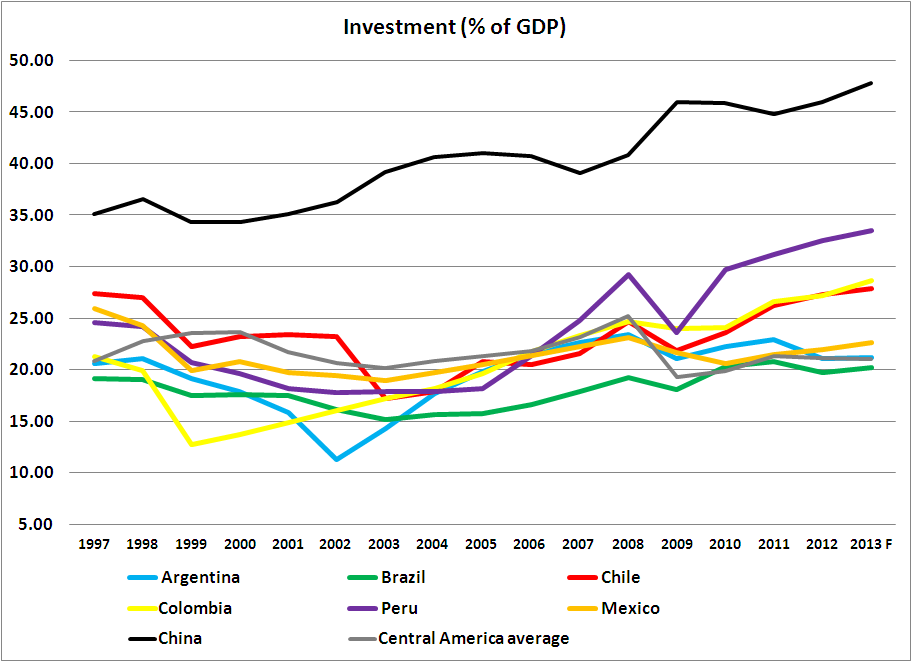 Investment (% of GDP)
50.00
45.00
40.00
35.00
30.00
25.00
20.00
15.00
10.00
5.00
1997 1998 1999 2000 2001 2002 2003 2004 2005 2006 2007 2008 2009 2010 2011 2012 2013 F
Argentina Brazil Chile
Colombia Peru Mexico
China Central America average